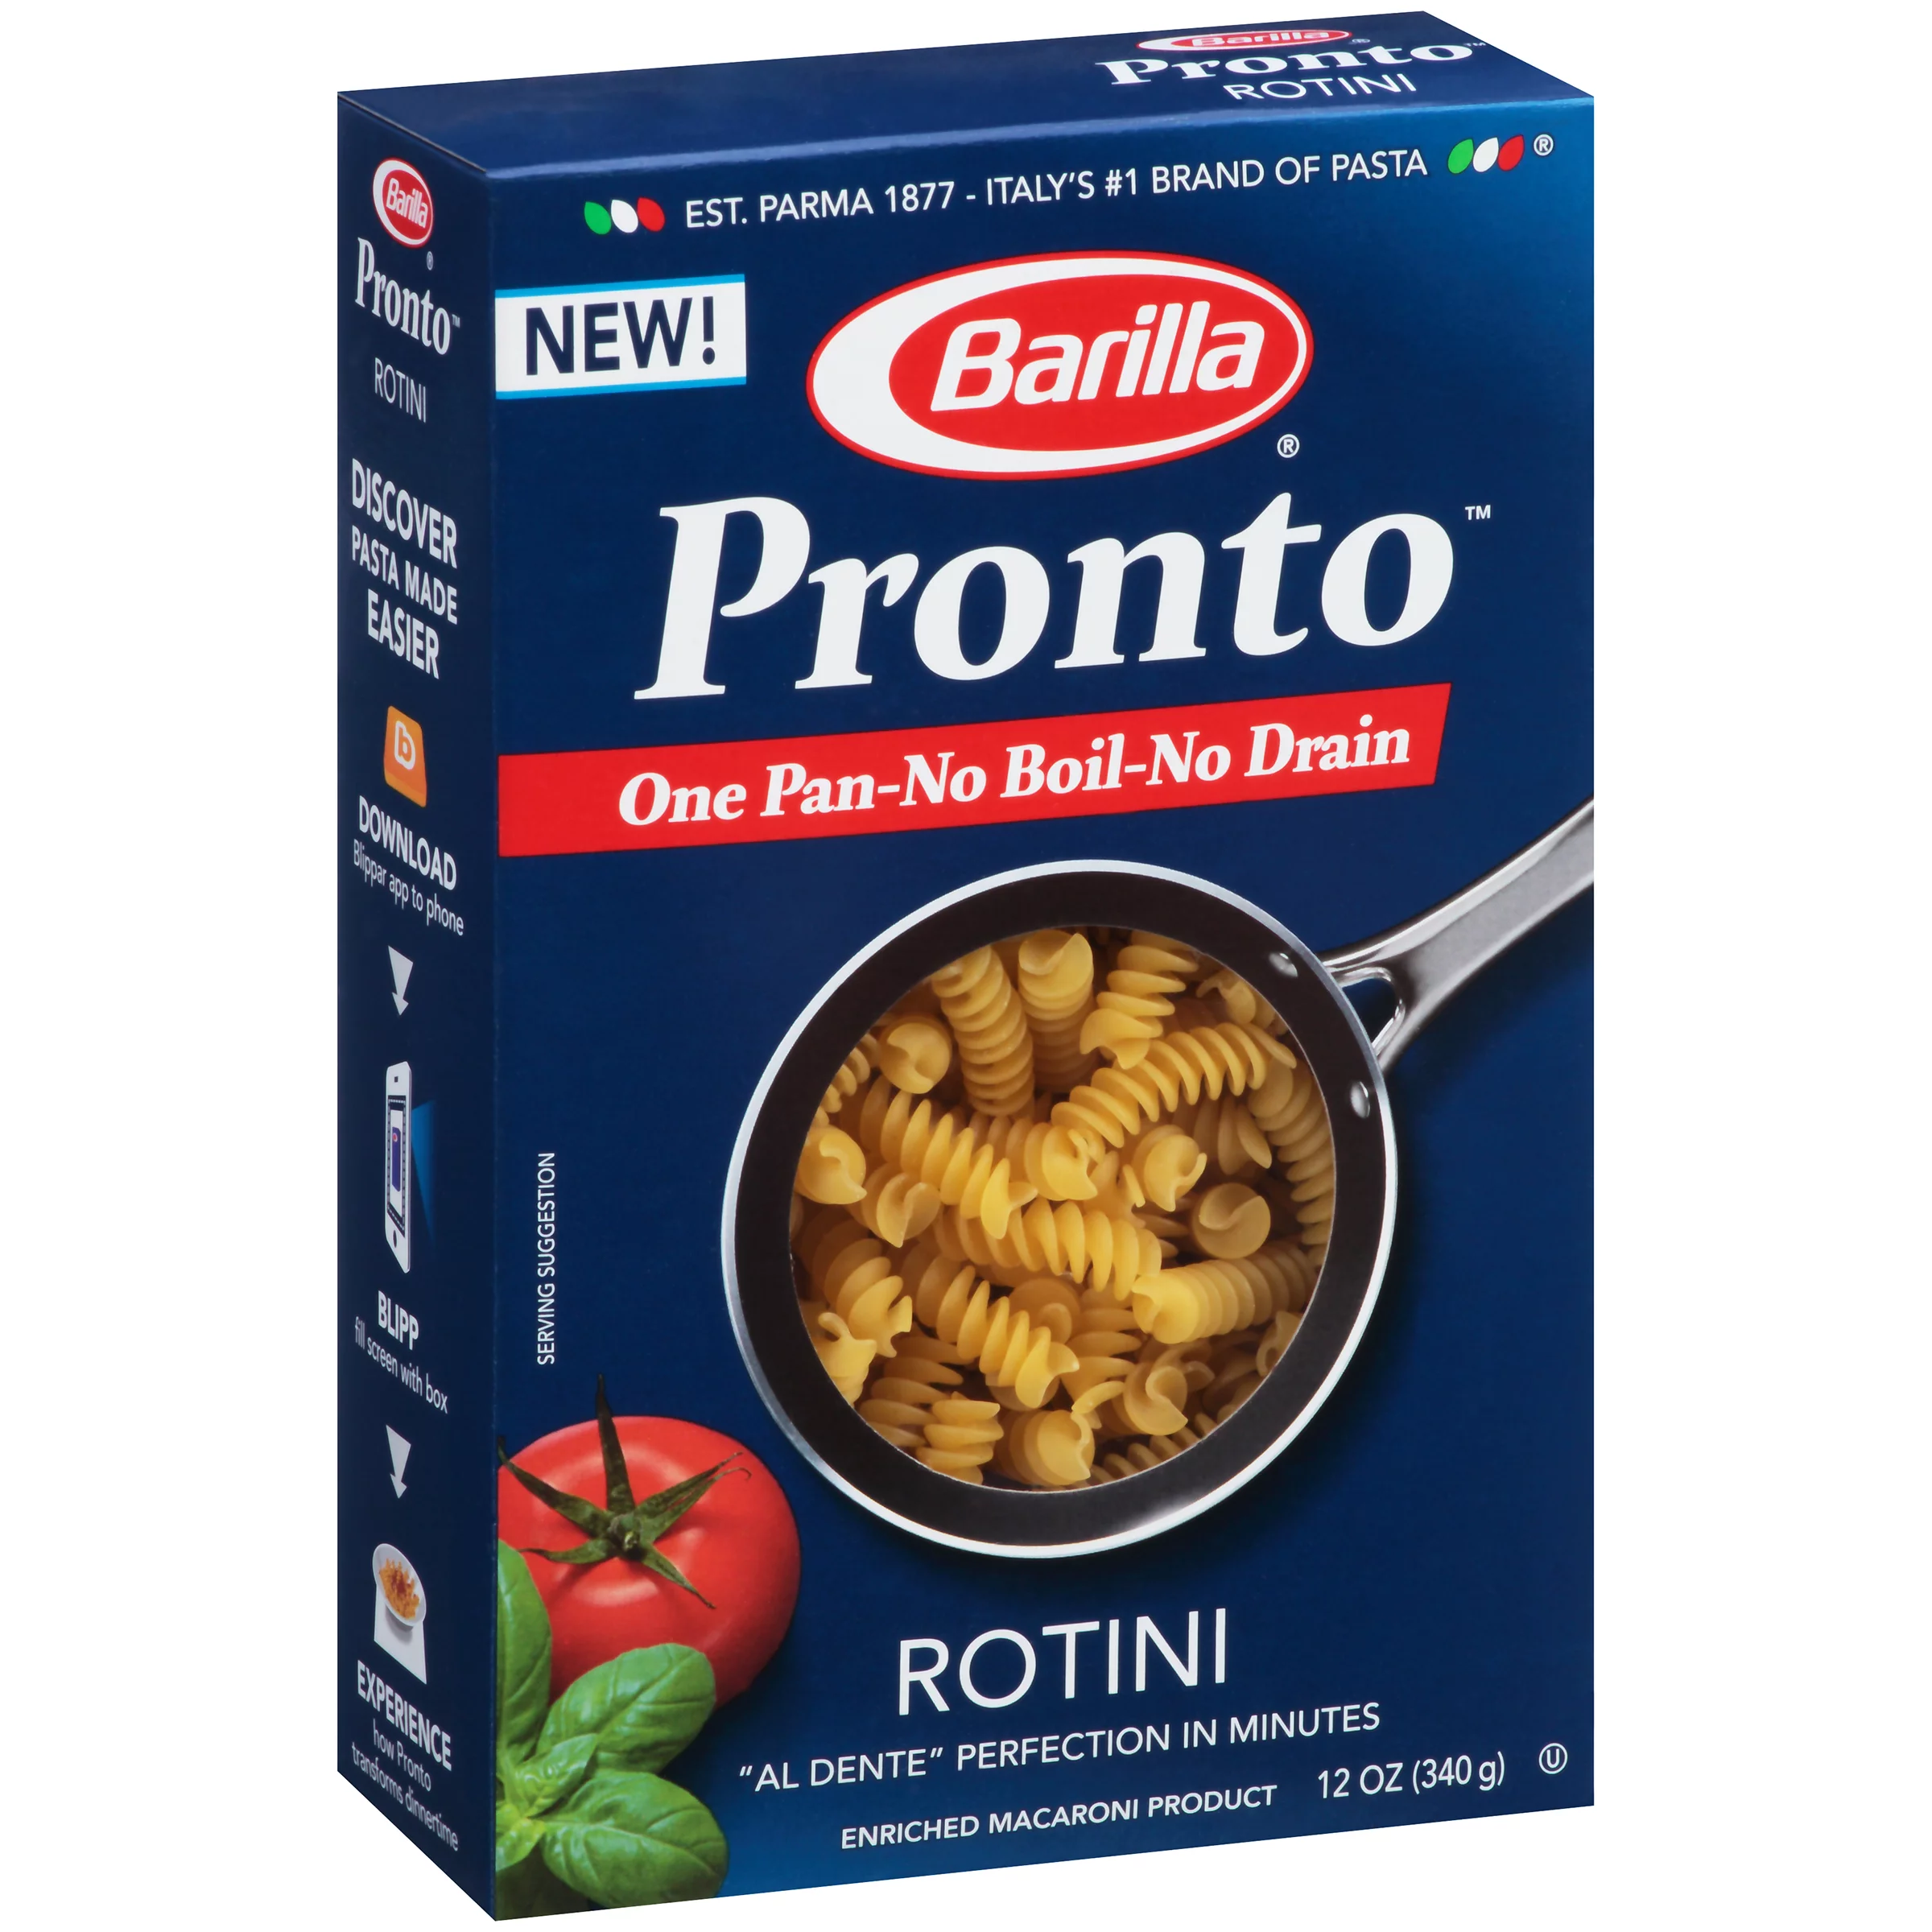 Barilla ®
Pronto™
ROTINI
EST. PARMA 1877 - ITALY'S #1 BRAND OF PASTA ®
NEW!
Barilla
®
Pronto™
One Pan-No Boil-No Drain
SERVING SUGGESTION
ROTINI
"AL DENTE" PERFECTION IN MINUTES
ENRICHED MACARONI PRODUCT 12 OZ (340 g) U
Barilla
®
Pronto™
ROTINI
DISCOVER
PASTA MADE
EASIER
b
DOWNLOAD
Blippar app to phone
BLIPP
fill screen with box
EXPERIENCE
how Pronto
transforms dinnertime